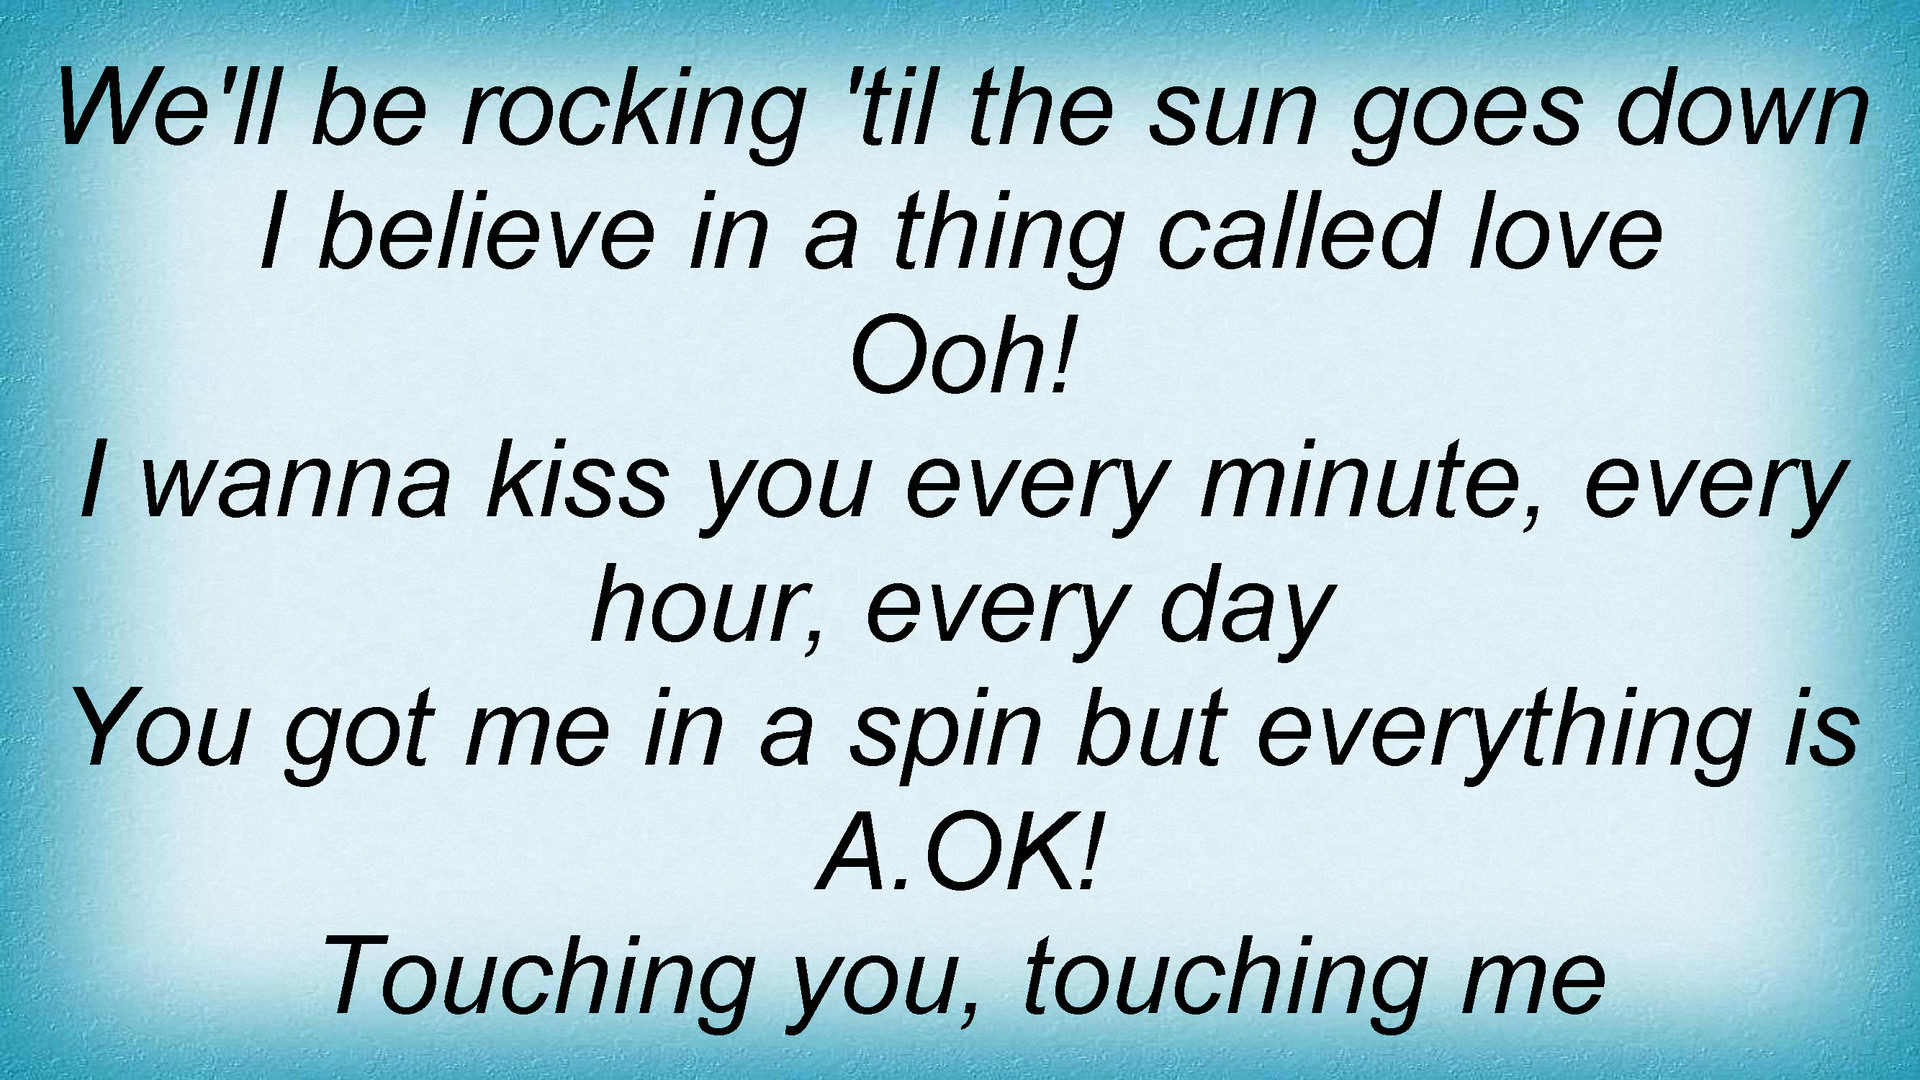 We'll be rocking 'til the sun goes down
I believe in a thing called love
Ooh!
I wanna kiss you every minute, every
hour, every day
You got me in a spin but everything is
A.OK!
Touching you, touching me